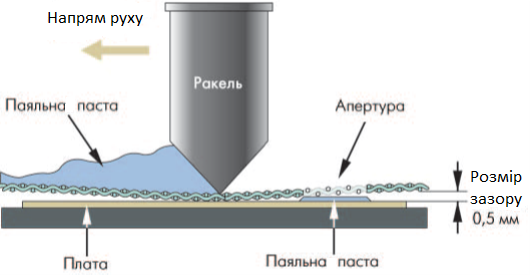 Напрям руху
Ракель
Паяльна паста
Апертура
Розмір
зазору
0,5 мм
Плата
Паяльна паста